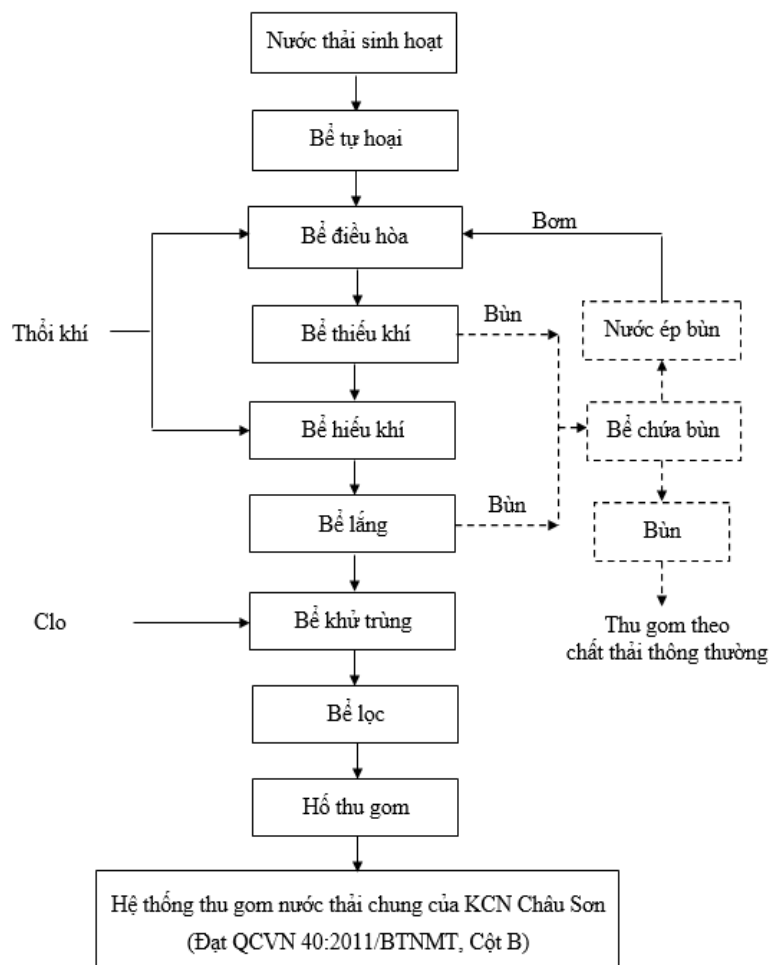 Nước thải sinh hoạt
Bể tự hoại
Bể điều hòa
Bơm
Thổi khí
Bể thiếu khí
Bùn
Nước ép bùn
Bể hiếu khí
Bể chứa bùn
Bể lắng
Bùn
Bùn
Clo
Bể khử trùng
Thu gom theo
chất thải thông thường
Bể lọc
Hố thu gom
Hệ thống thu gom nước thải chung của KCN Châu Sơn
(Đạt QCVN 40:2011/BTNMT, Cột B)